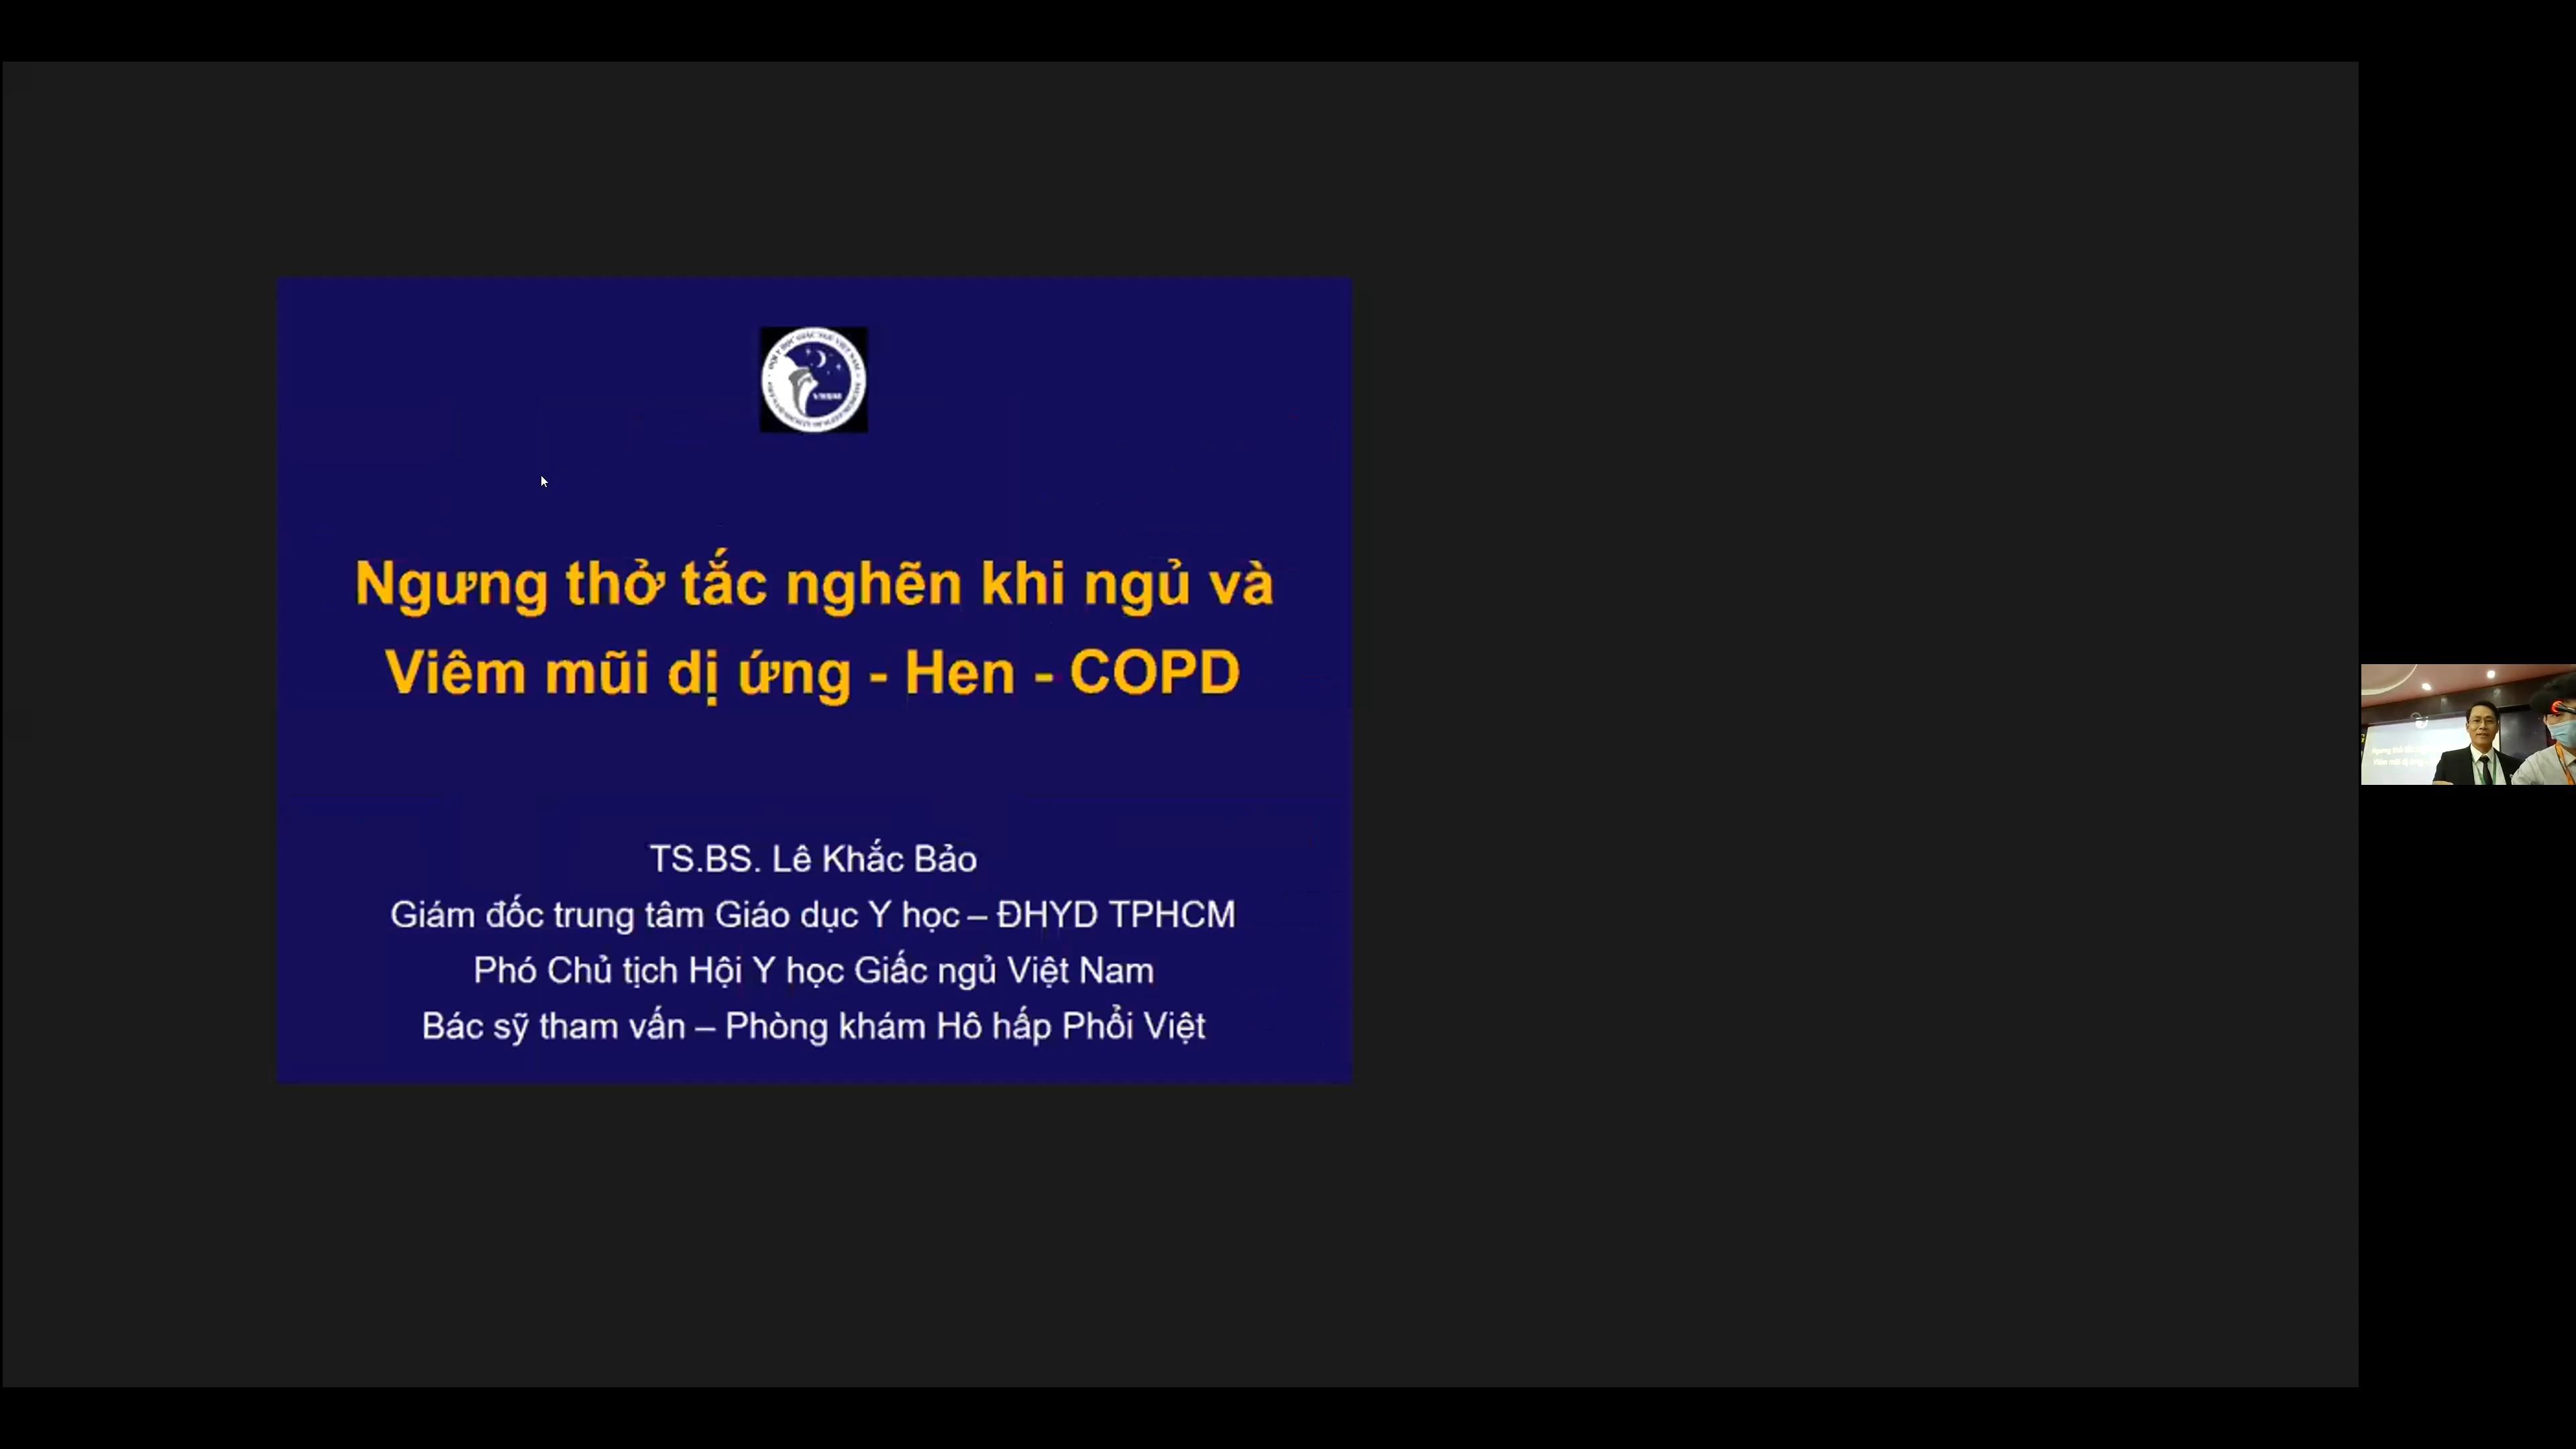 Ngưng thở tắc nghẽn khi ngủ và
Viêm mũi dị ứng - Hen - COPD
TS.BS. Lê Khắc Bảo
Giám đốc trung tâm Giáo dục Y học – ĐHYD TPHCM
Phó Chủ tịch Hội Y học Giấc ngủ Việt Nam
Bác sỹ tham vấn – Phòng khám Hô hấp Phổi Việt